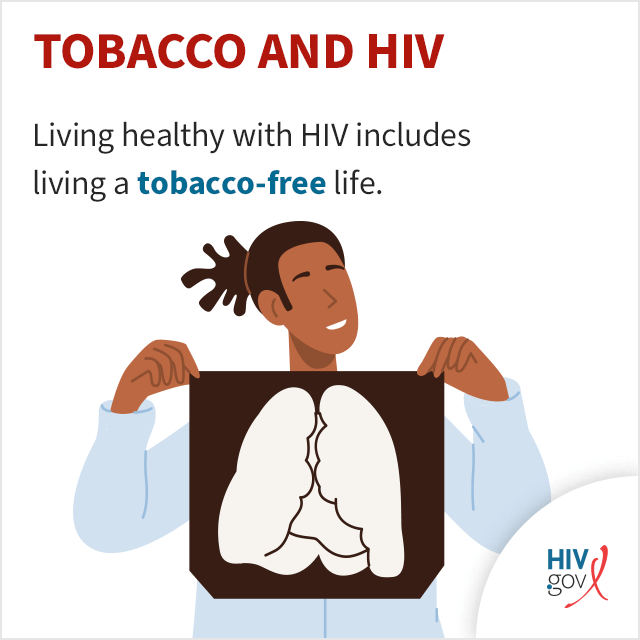 TOBACCO AND HIV
Living healthy with HIV includes
living a tobacco-free life.
HIV
gov